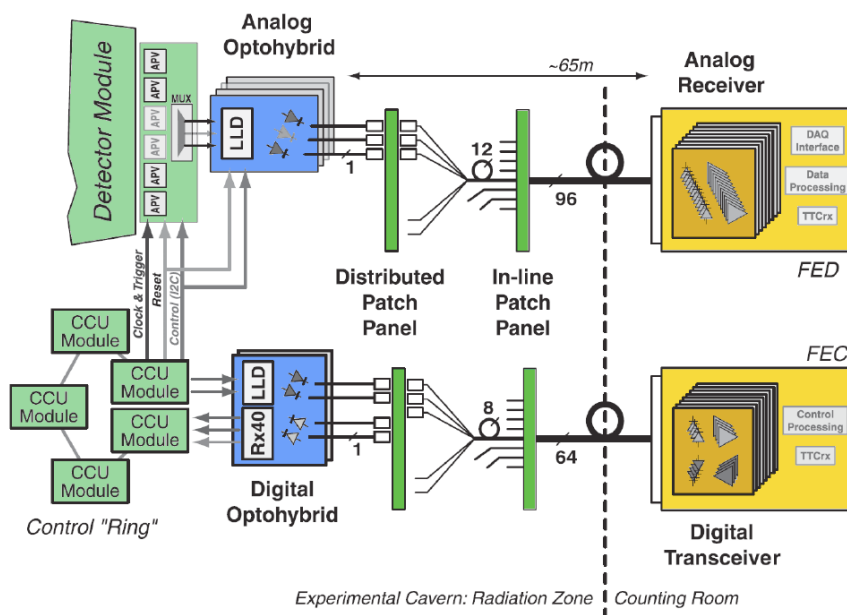 Analog
Optohybrid
~65m
Analog
Receiver
Detector Module
APV
APV
APV
APV
APV
APV
MUX
LLD
1
12
96
DAQ
Interface
Data
Processing
TTCrx
FED
Distributed
Patch
Panel
In-line
Patch
Panel
Clock & Trigger
Reset
Control (I2C)
CCU
Module
CCU
Module
CCU
Module
CCU
Module
CCU
Module
Control "Ring"
LLD
Rx40
1
8
64
Digital
Optohybrid
FEC
Control
Processing
TTCrx
Digital
Transceiver
Experimental Cavern: Radiation Zone
Counting Room